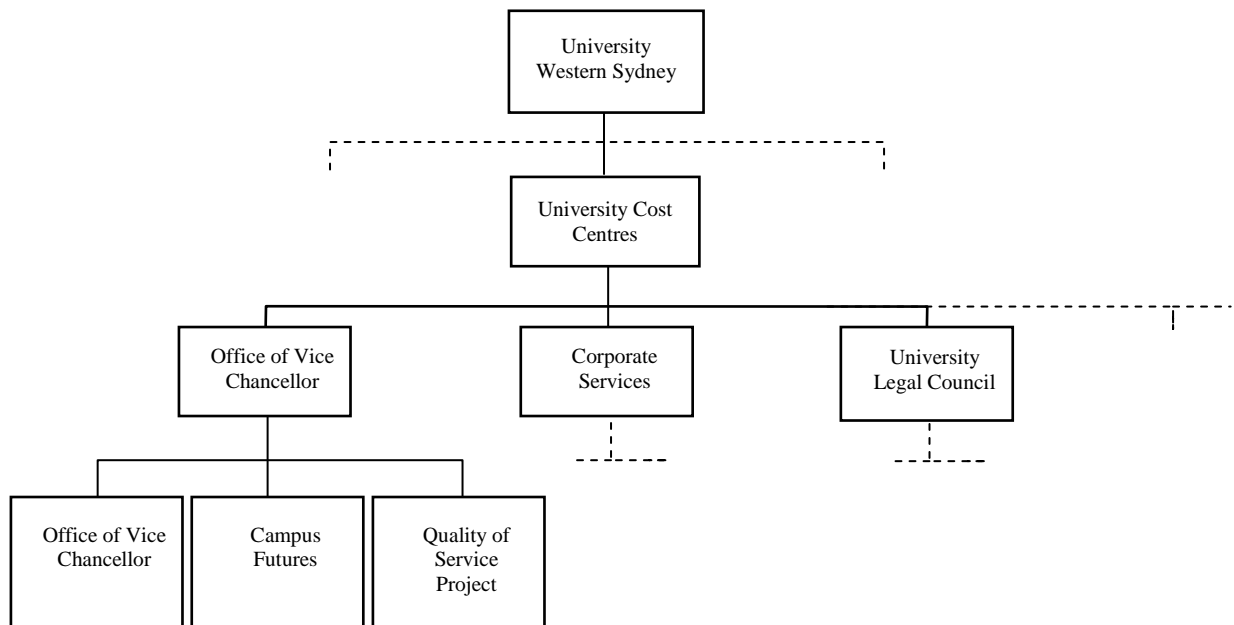 University
Western Sydney
University Cost
Centres
Office of Vice
Chancellor
Corporate
Services
University
Legal Council
Office of Vice
Chancellor
Campus
Futures
Quality of
Service
Project